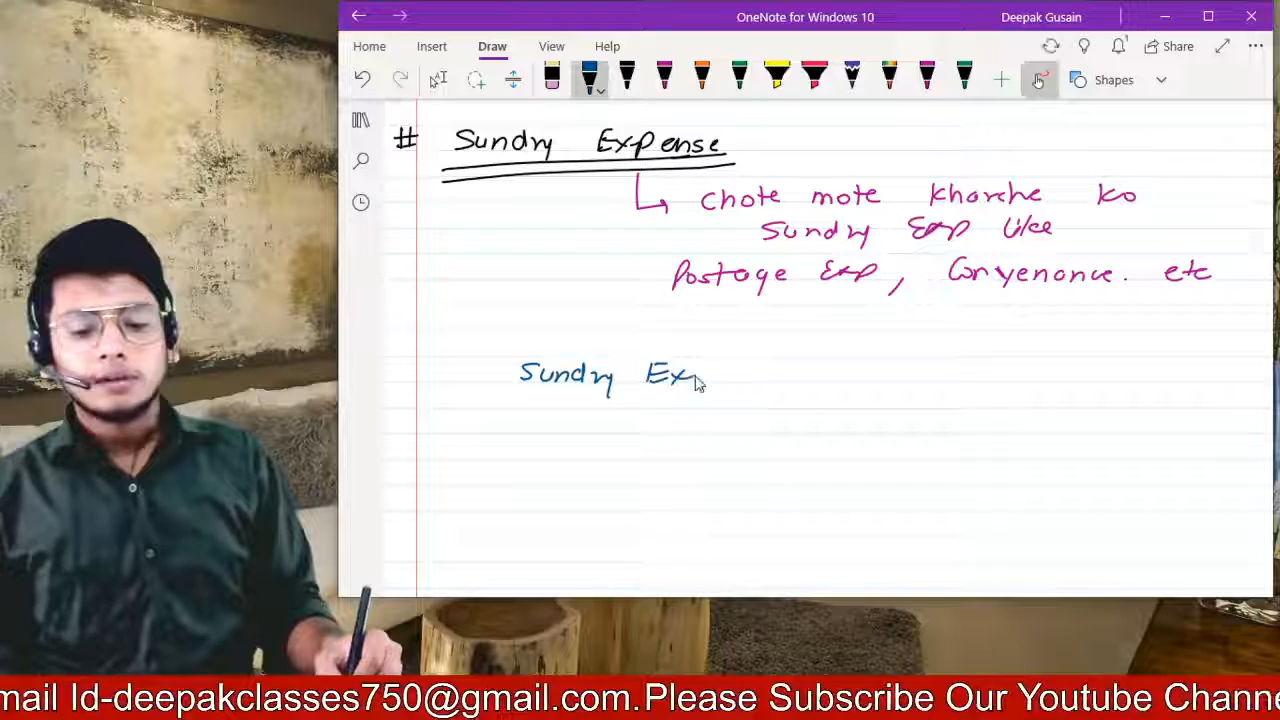 OneNote for Windows 10
Deepak Gusain
Home Insert Draw View Help
Share
Shapes
# Sundry Expense
Chote mote Kharche Ko
Sundry Exp like
Postage Exp, Convenance. etc
Sundry Ex
mail Id-deepakclasses750@gmail.com.Please Subscribe Our Youtube Channe